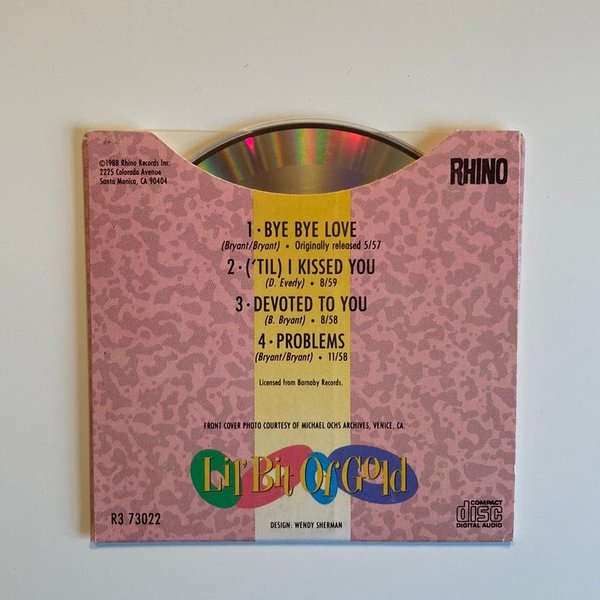 ©1988 Rhino Records Inc.
2225 Colorado Avenue
Santa Monica, CA 90404
RHINO
1 • BYE BYE LOVE
(Bryant/Bryant) • Originally released 5/57
2 • ('TIL) I KISSED YOU
(D. Everly) • 8/59
3 • DEVOTED TO YOU
(B. Bryant) • 8/58
4 • PROBLEMS
(Bryant/Bryant) • 11/58
Licensed from Barnaby Records.
FRONT COVER PHOTO COURTESY OF MICHAEL OCHS ARCHIVES, VENICE, CA.
Lil' Bit Of Gold
R3 73022
DESIGN: WENDY SHERMAN
COMPACT
disc
DIGITAL AUDIO